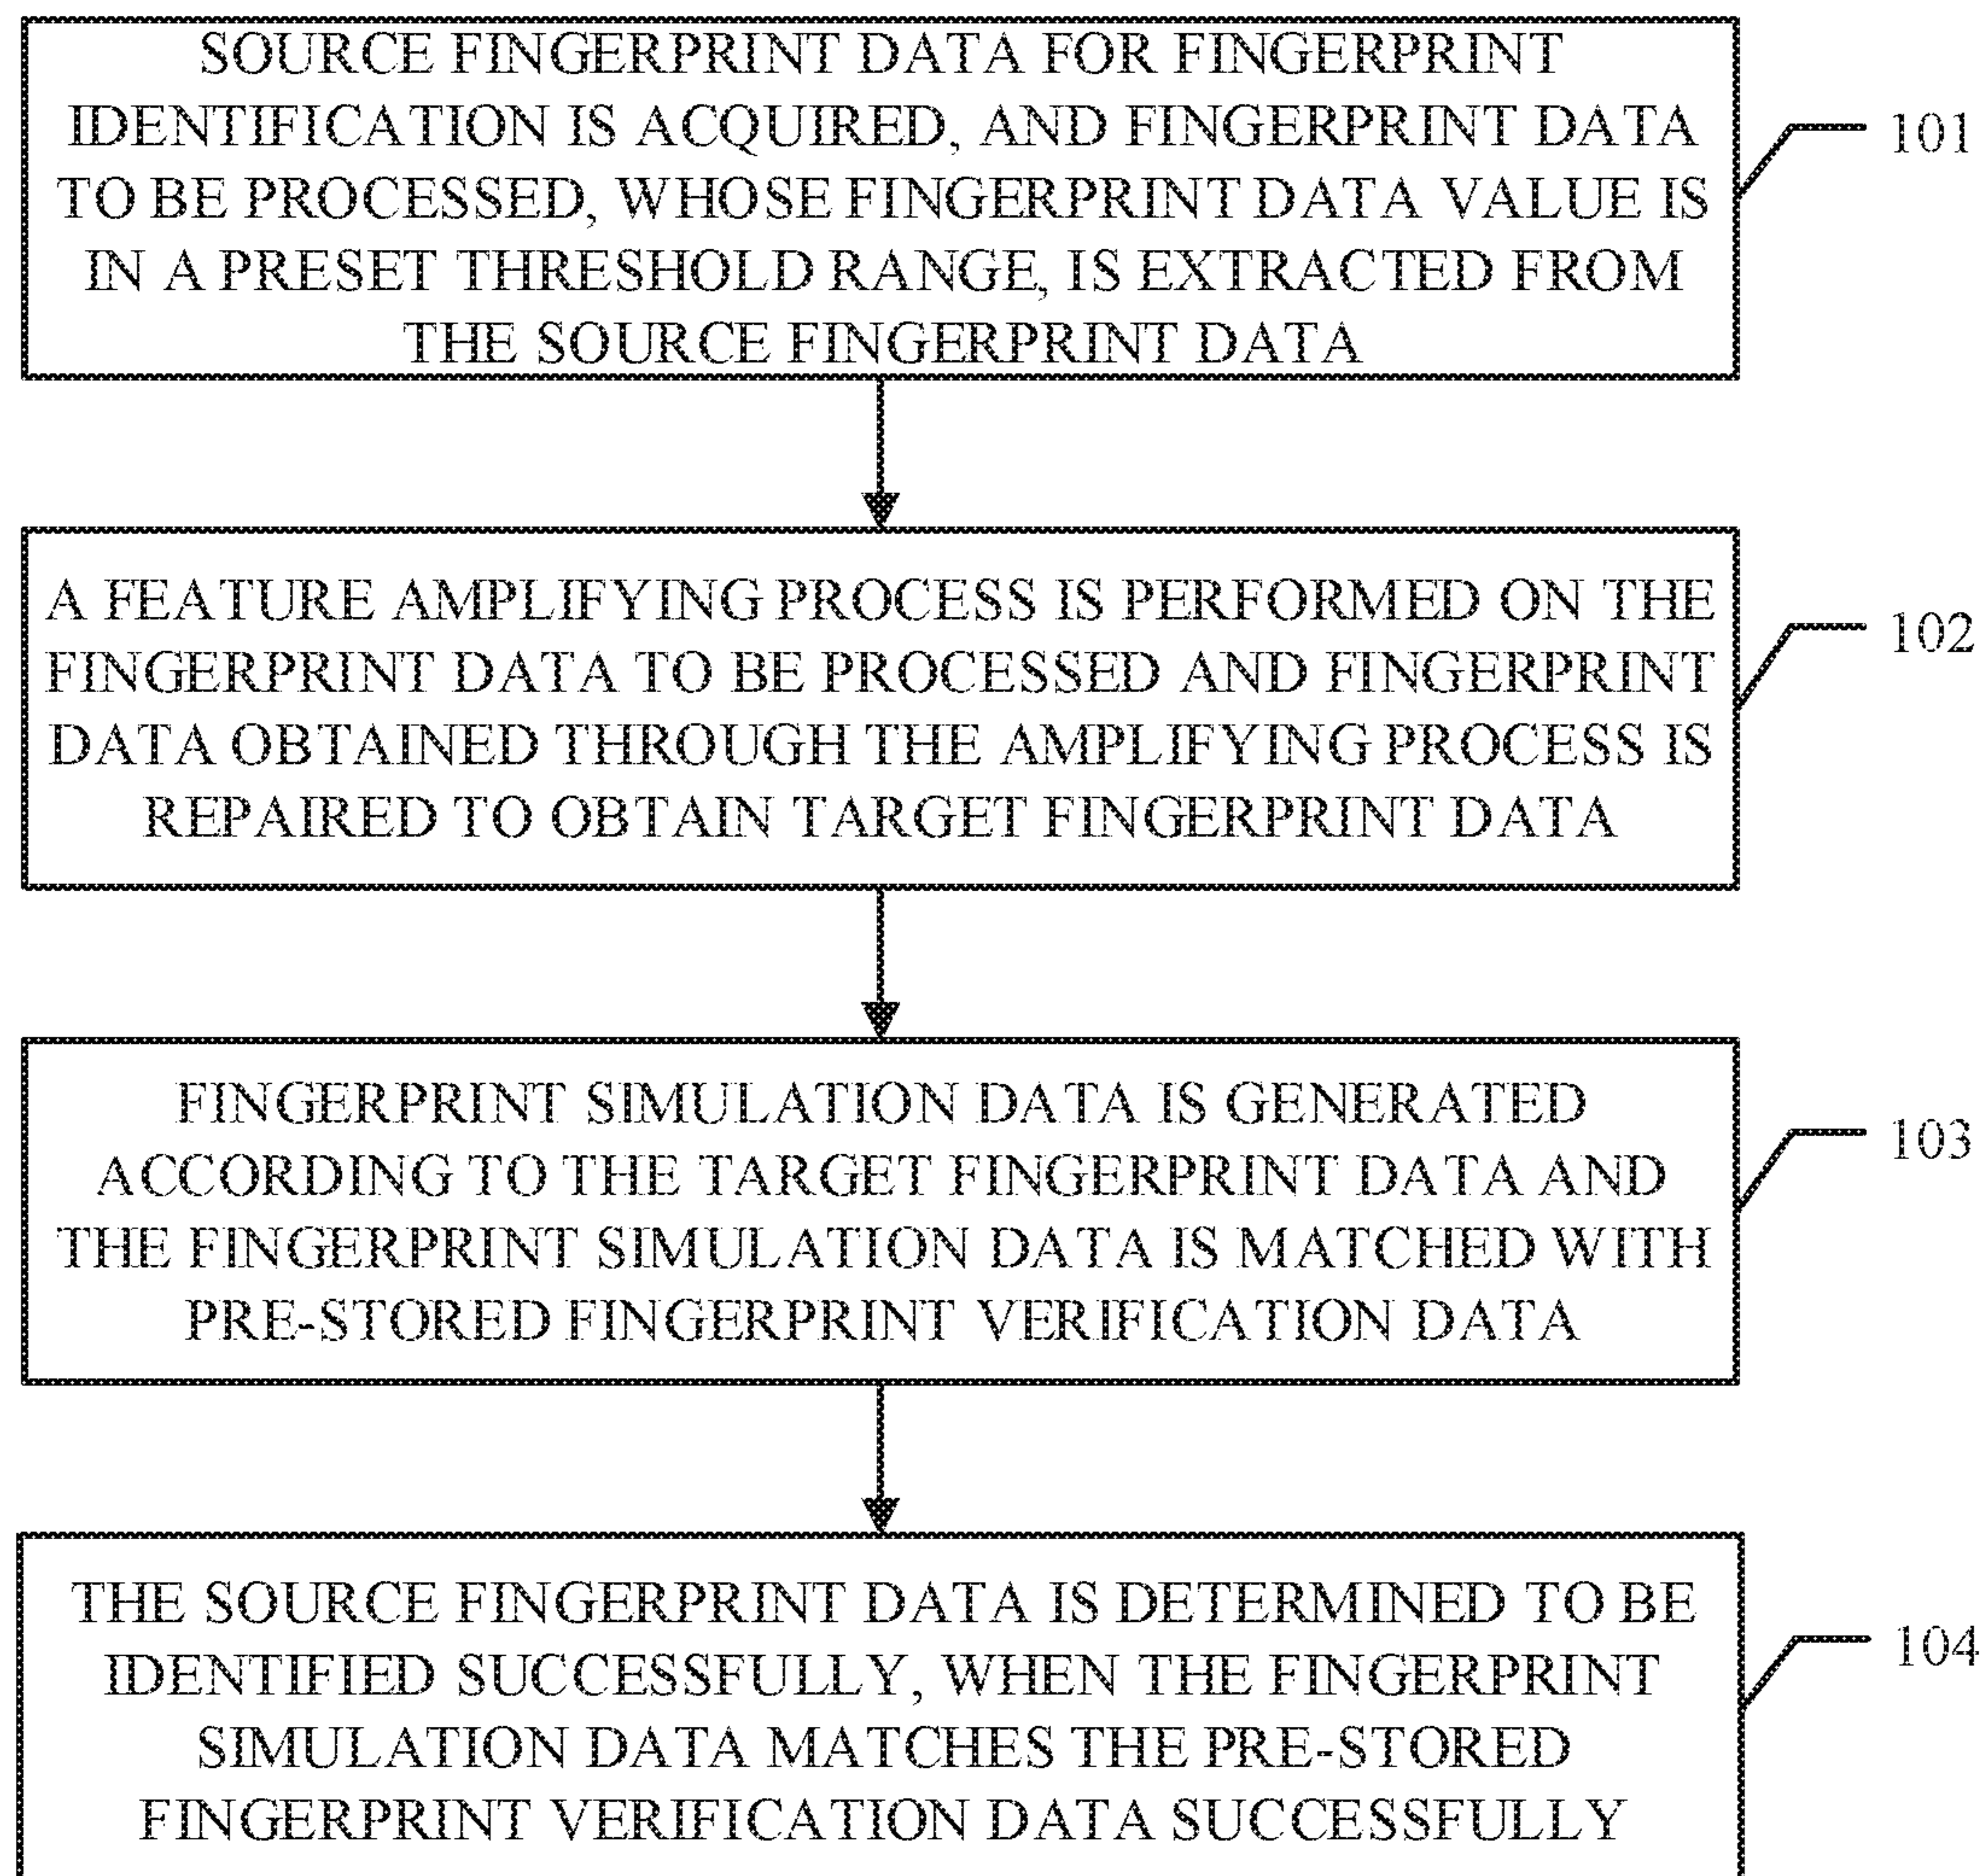 SOURCE FINGERPRINT DATA FOR FINGERPRINT
IDENTIFICATION IS ACQUIRED, AND FINGERPRINT DATA
TO BE PROCESSED, WHOSE FINGERPRINT DATA VALUE IS
IN A PRESET THRESHOLD RANGE, IS EXTRACTED FROM
THE SOURCE FINGERPRINT DATA
101
A FEATURE AMPLIFYING PROCESS IS PERFORMED ON THE
FINGERPRINT DATA TO BE PROCESSED AND FINGERPRINT
DATA OBTAINED THROUGH THE AMPLIFYING PROCESS IS
REPAIRED TO OBTAIN TARGET FINGERPRINT DATA
102
FINGERPRINT SIMULATION DATA IS GENERATED
ACCORDING TO THE TARGET FINGERPRINT DATA AND
THE FINGERPRINT SIMULATION DATA IS MATCHED WITH
PRE-STORED FINGERPRINT VERIFICATION DATA
103
THE SOURCE FINGERPRINT DATA IS DETERMINED TO BE
IDENTIFIED SUCCESSFULLY, WHEN THE FINGERPRINT
SIMULATION DATA MATCHES THE PRE-STORED
FINGERPRINT VERIFICATION DATA SUCCESSFULLY
104